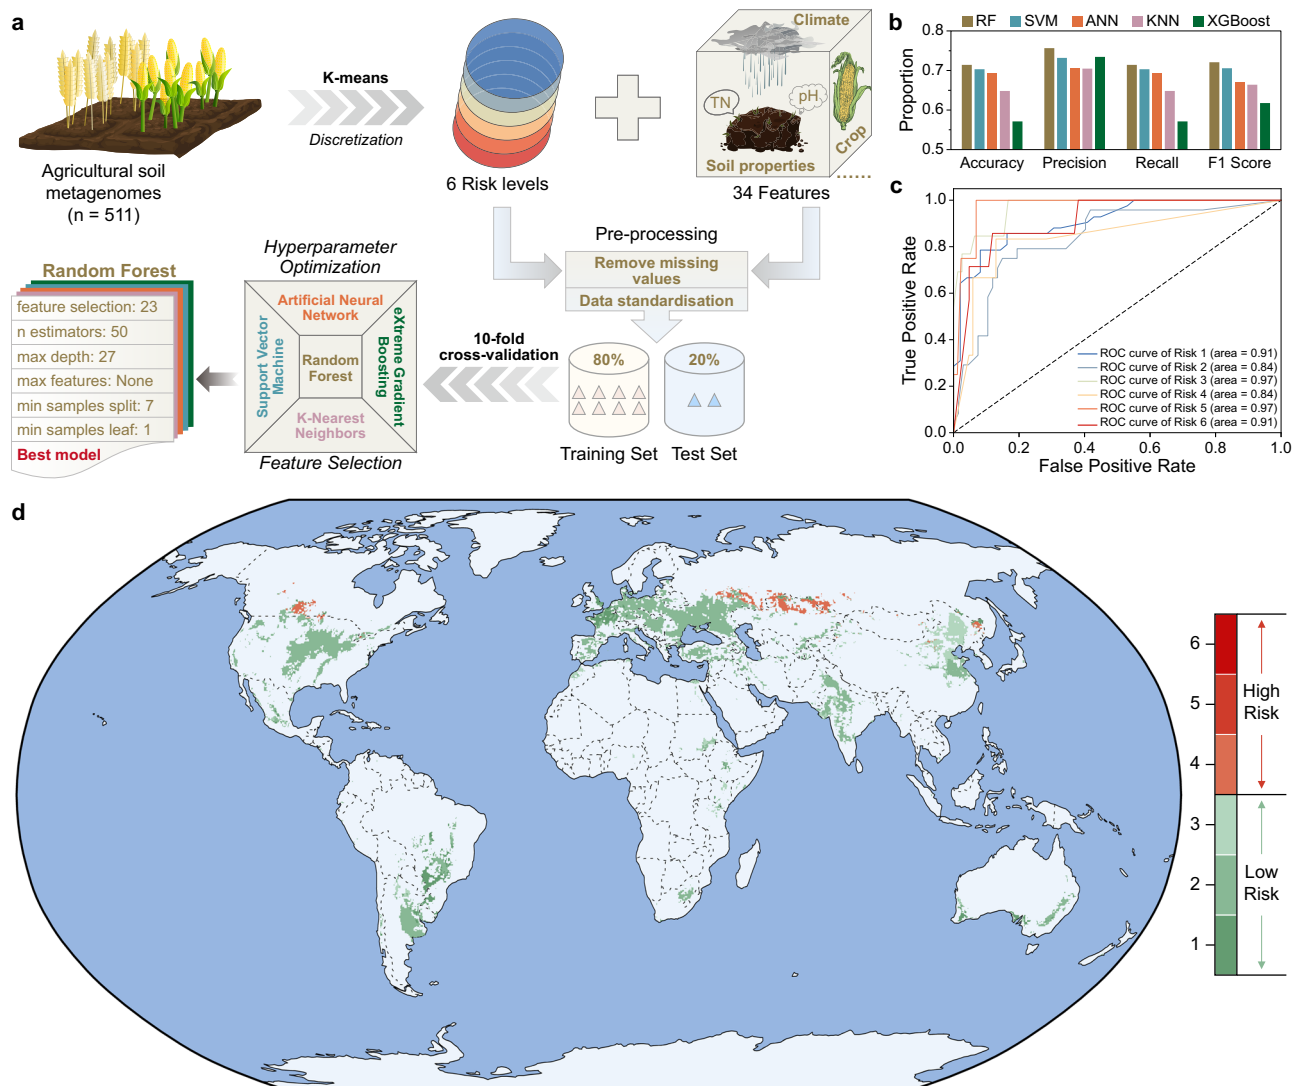 a
Agricultural soil
metagenomes
(n = 511)
K-means
Discretization
6 Risk levels
Climate
TN
pH
Soil properties
Crop
......
34 Features
Pre-processing
Remove missing
values
Data standardisation
80%
20%
Training Set
Test Set
10-fold
cross-validation
Hyperparameter
Optimization
Artificial Neural
Network
Support Vector
Machine
Random
Forest
eXtreme Gradient
Boosting
K-Nearest
Neighbors
Feature Selection
Random Forest
feature selection: 23
n estimators: 50
max depth: 27
max features: None
min samples split: 7
min samples leaf: 1
Best model
b
RF SVM ANN KNN XGBoost
Proportion
0.8
0.7
0.6
0.5
Accuracy Precision Recall F1 Score
c
True Positive Rate
1.0
0.8
0.6
0.4
0.2
0.0
ROC curve of Risk 1 (area = 0.91)
ROC curve of Risk 2 (area = 0.84)
ROC curve of Risk 3 (area = 0.97)
ROC curve of Risk 4 (area = 0.84)
ROC curve of Risk 5 (area = 0.97)
ROC curve of Risk 6 (area = 0.91)
0.0 0.2 0.4 0.6 0.8 1.0
False Positive Rate
d
6
5
4
3
2
1
High
Risk
Low
Risk